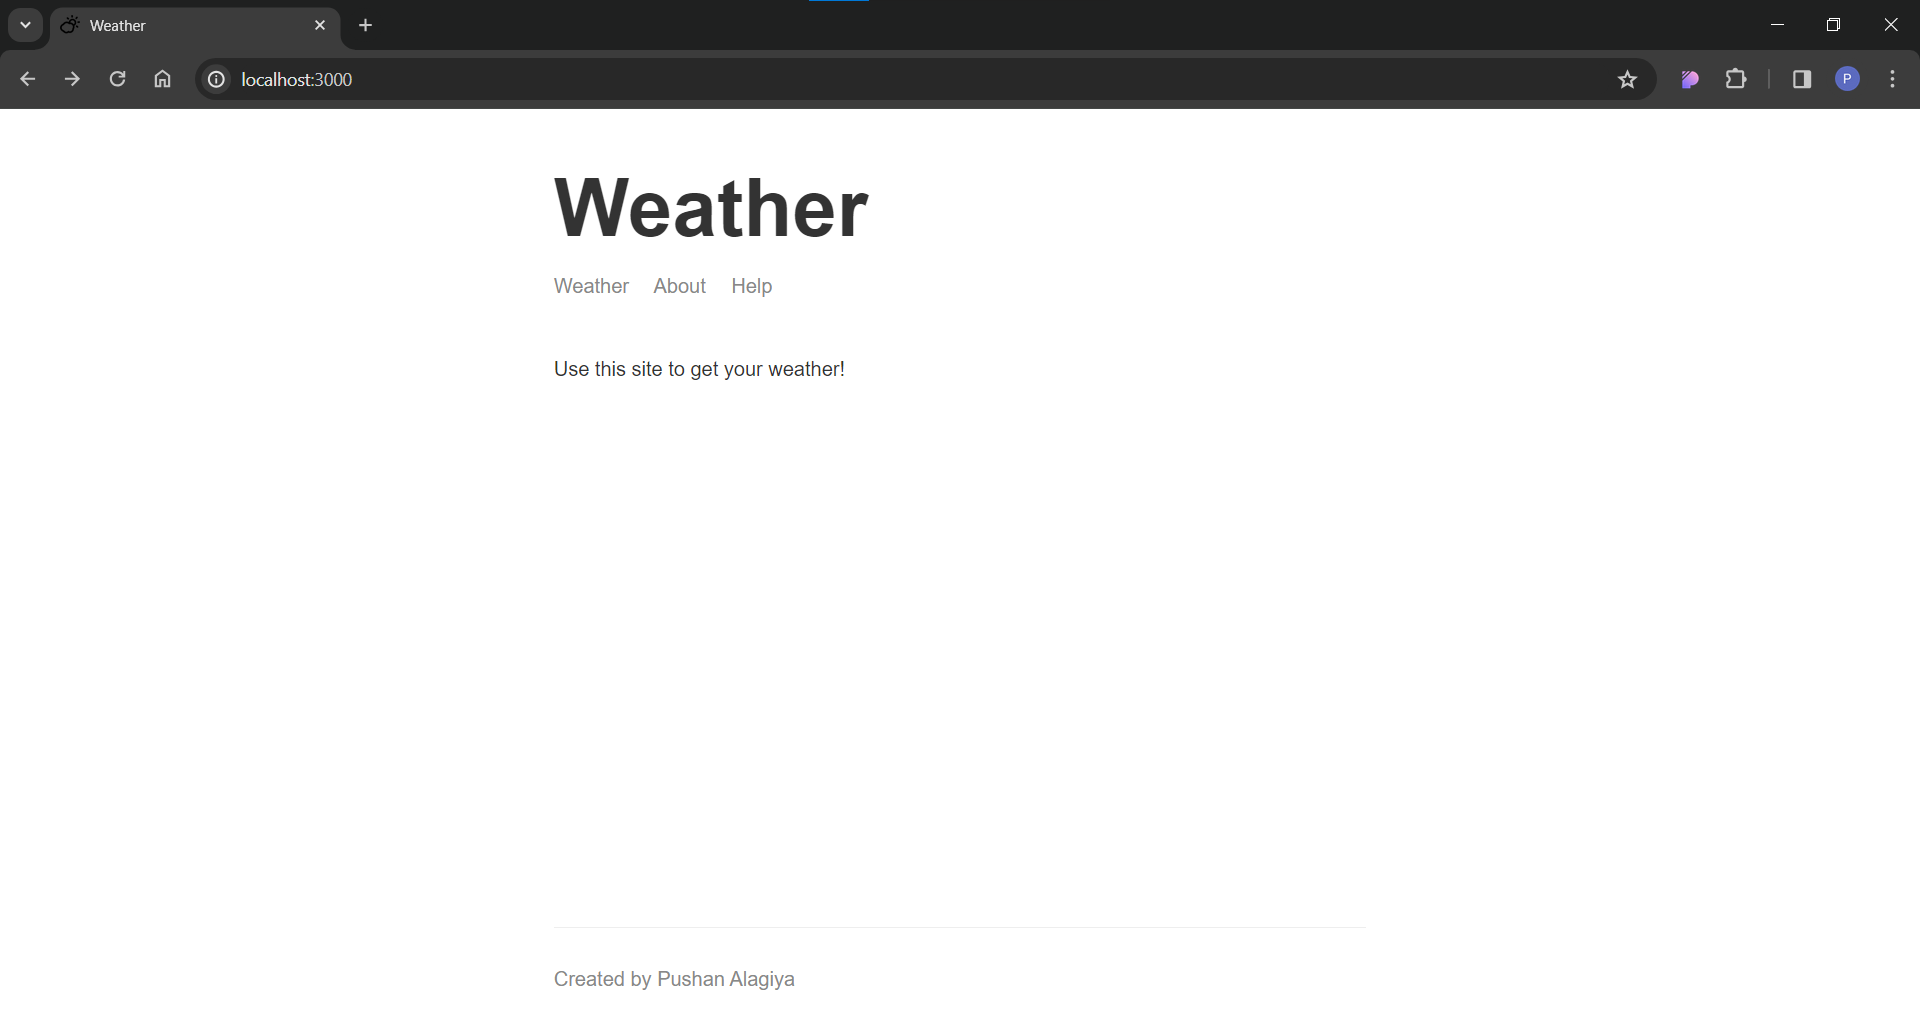 Weather
localhost:3000
P
Weather
Weather About Help
Use this site to get your weather!
Created by Pushan Alagiya